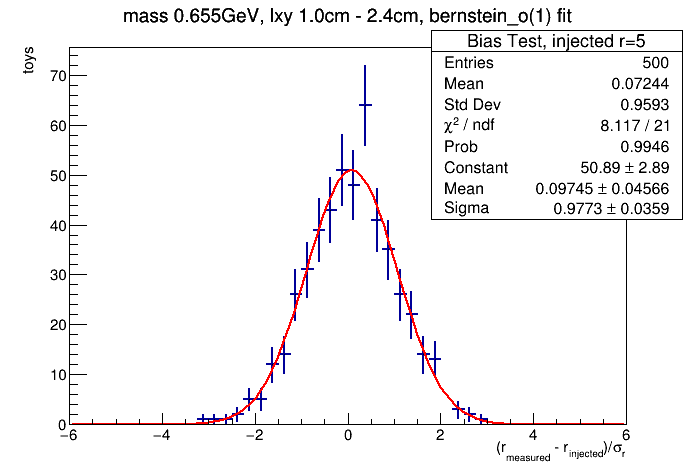 mass 0.655GeV, lxy 1.0cm - 2.4cm, bernstein_o(1) fit
Bias Test, injected r=5
Entries 500
Mean 0.07244
Std Dev 0.9593
χ² / ndf 8.117 / 21
Prob 0.9946
Constant 50.89 ± 2.89
Mean 0.09745 ± 0.04566
Sigma 0.9773 ± 0.0359
toys
70
60
50
40
30
20
10
0
−6 −4 −2 0 2 4 6
(r_measured - r_injected)/σ_r